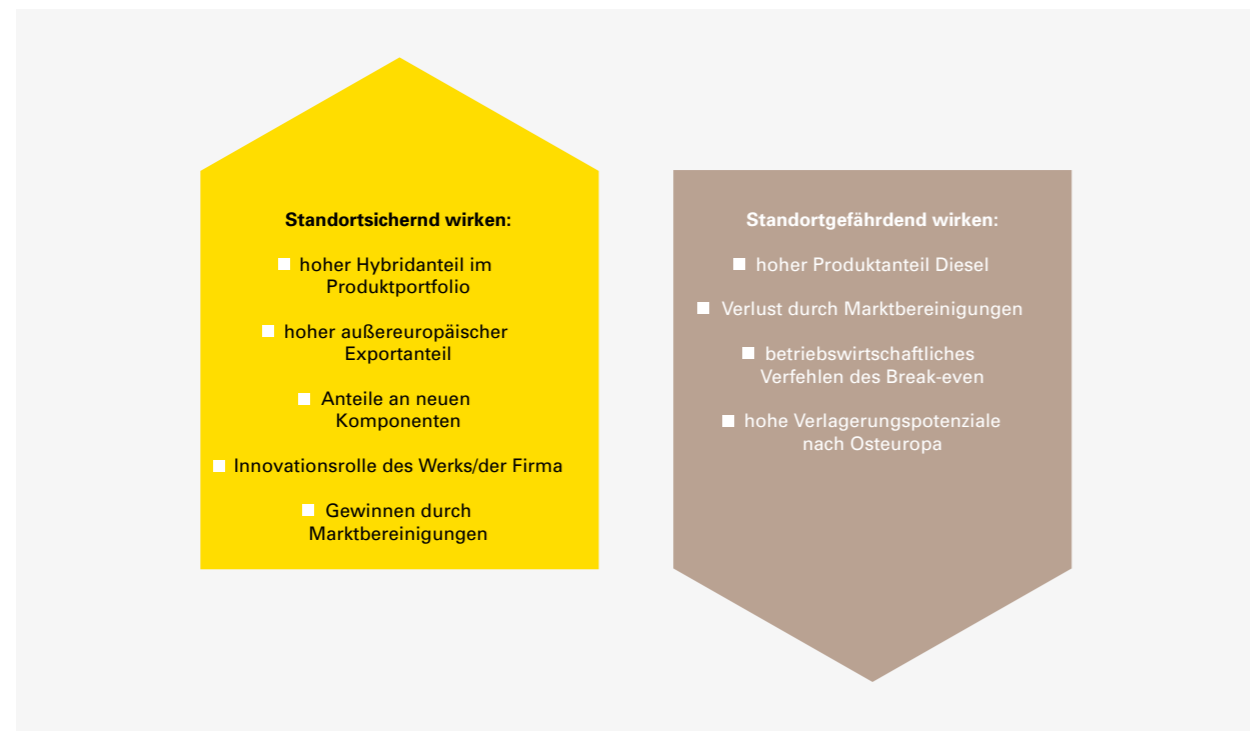 Standortsichernd wirken:
hoher Hybridanteil im
Produktportfolio
hoher außereuropäischer
Exportanteil
Anteile an neuen
Komponenten
Innovationsrolle des Werks/der Firma
Gewinnen durch
Marktbereinigungen
Standortgefährdend wirken:
hoher Produktanteil Diesel
Verlust durch Marktbereinigungen
betriebswirtschaftliches
Verfehlen des Break-even
hohe Verlagerungspotenziale
nach Osteuropa